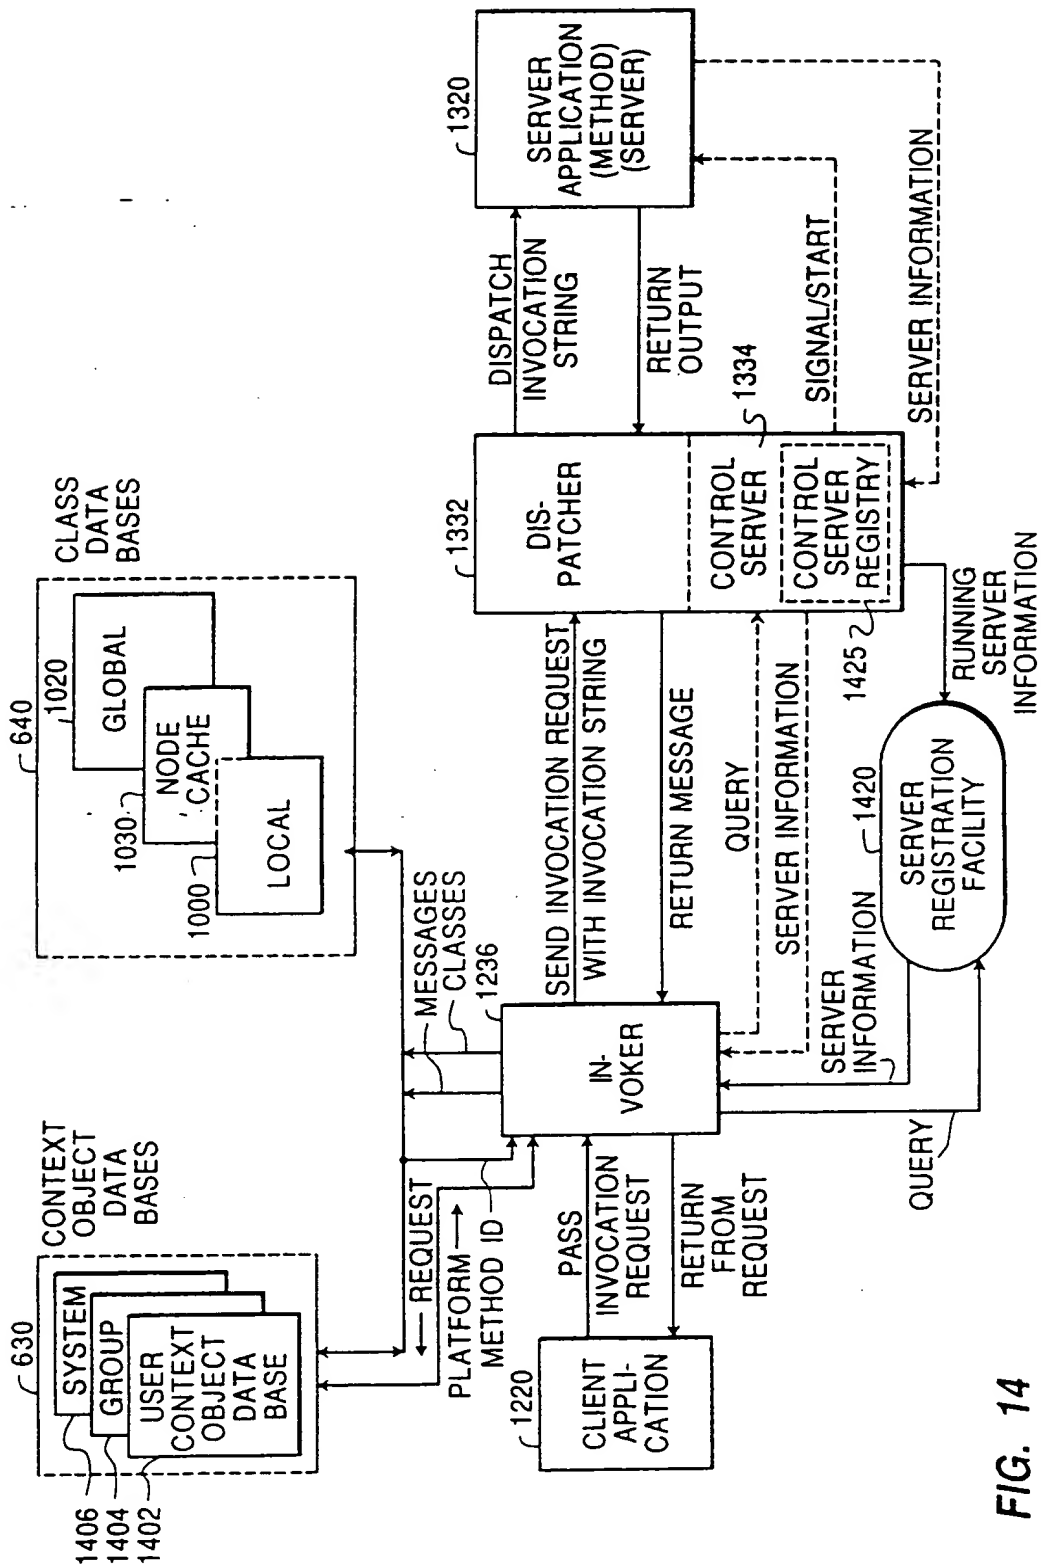 630
CONTEXT
OBJECT
DATA
BASES
1406
1404
1402
SYSTEM
GROUP
USER
CONTEXT
OBJECT
DATA
BASE
640
CLASS
DATA
BASES
1020
GLOBAL
1030
NODE
CACHE
1000
LOCAL
REQUEST
PLATFORM
METHOD ID
MESSAGES
CLASSES
1220
CLIENT
APPLI-
CATION
PASS
INVOCATION
REQUEST
RETURN
FROM
REQUEST
1236
IN-
VOKER
SEND INVOCATION REQUEST
WITH INVOCATION STRING
RETURN MESSAGE
QUERY
SERVER INFORMATION
1332
DIS-
PATCHER
CONTROL
SERVER
1334
CONTROL
SERVER
REGISTRY
1425
DISPATCH
INVOCATION
STRING
RETURN
OUTPUT
SIGNAL/START
SERVER INFORMATION
1320
SERVER
APPLICATION
(METHOD)
(SERVER)
SERVER
INFORMATION
QUERY
1420
SERVER
REGISTRATION
FACILITY
RUNNING
SERVER
INFORMATION
FIG. 14